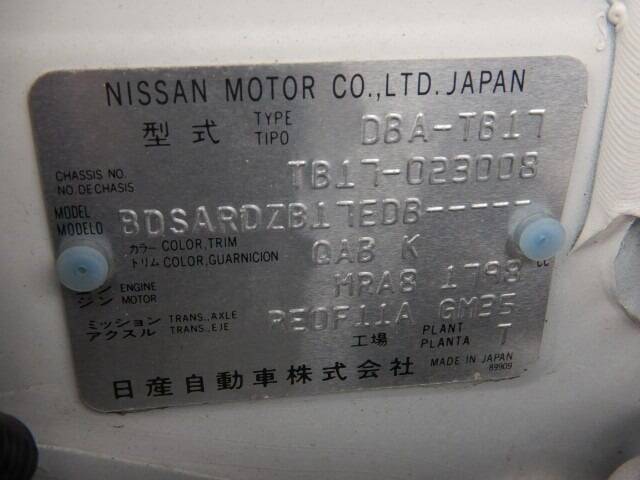 NISSAN MOTOR CO.,LTD. JAPAN
型式 TYPE TIPO DBA-TB17
CHASSIS NO. NO. DE CHASIS TB17-023008
MODEL MODELO BDSARDZB17EDB-----
カラー COLOR, TRIM トリム COLOR, GUARNICION QAB K
ジン ENGINE MOTOR MRA8 1798 cc
ミッション TRANS., AXLE アクスル TRANS., EJE RE0F11A GM35
工場 PLANT PLANTA T
日産自動車株式会社 MADE IN JAPAN
89909